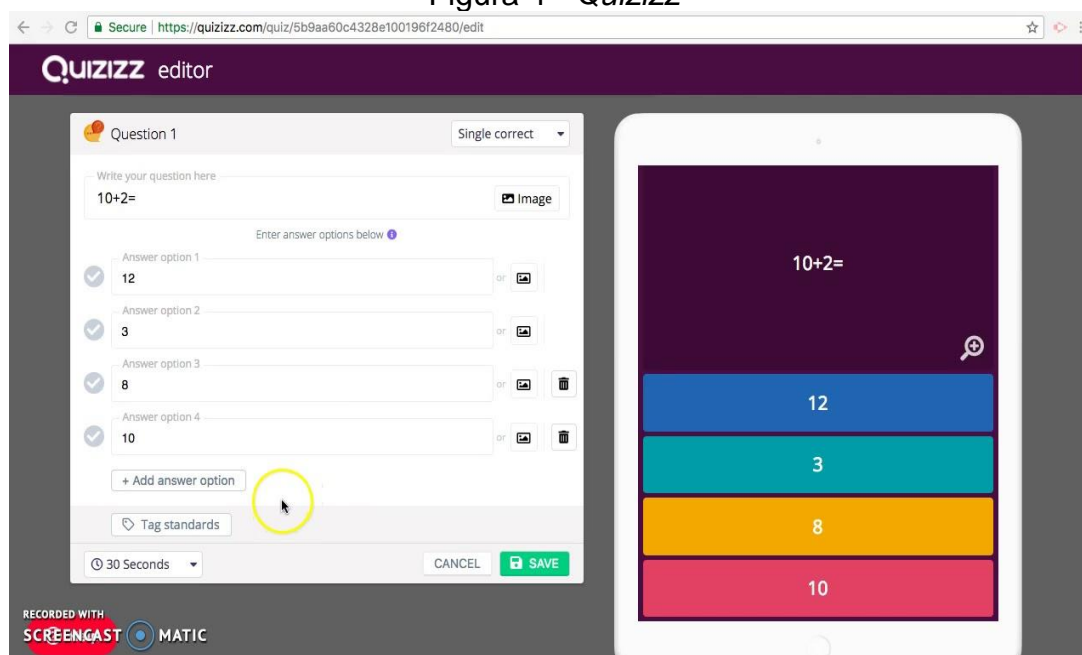 Figura 1 - Quizizz
Secure https://quizizz.com/quiz/5b9aa60c4328e100196f2480/edit
QUIZIZZ editor
Question 1
Single correct
Write your question here
10+2=
Image
Enter answer options below
Answer option 1
12
or
Answer option 2
3
or
Answer option 3
8
or
Answer option 4
10
or
+ Add answer option
Tag standards
30 Seconds
CANCEL
SAVE
10+2=
12
3
8
10
RECORDED WITH
SCREENCAST MATIC